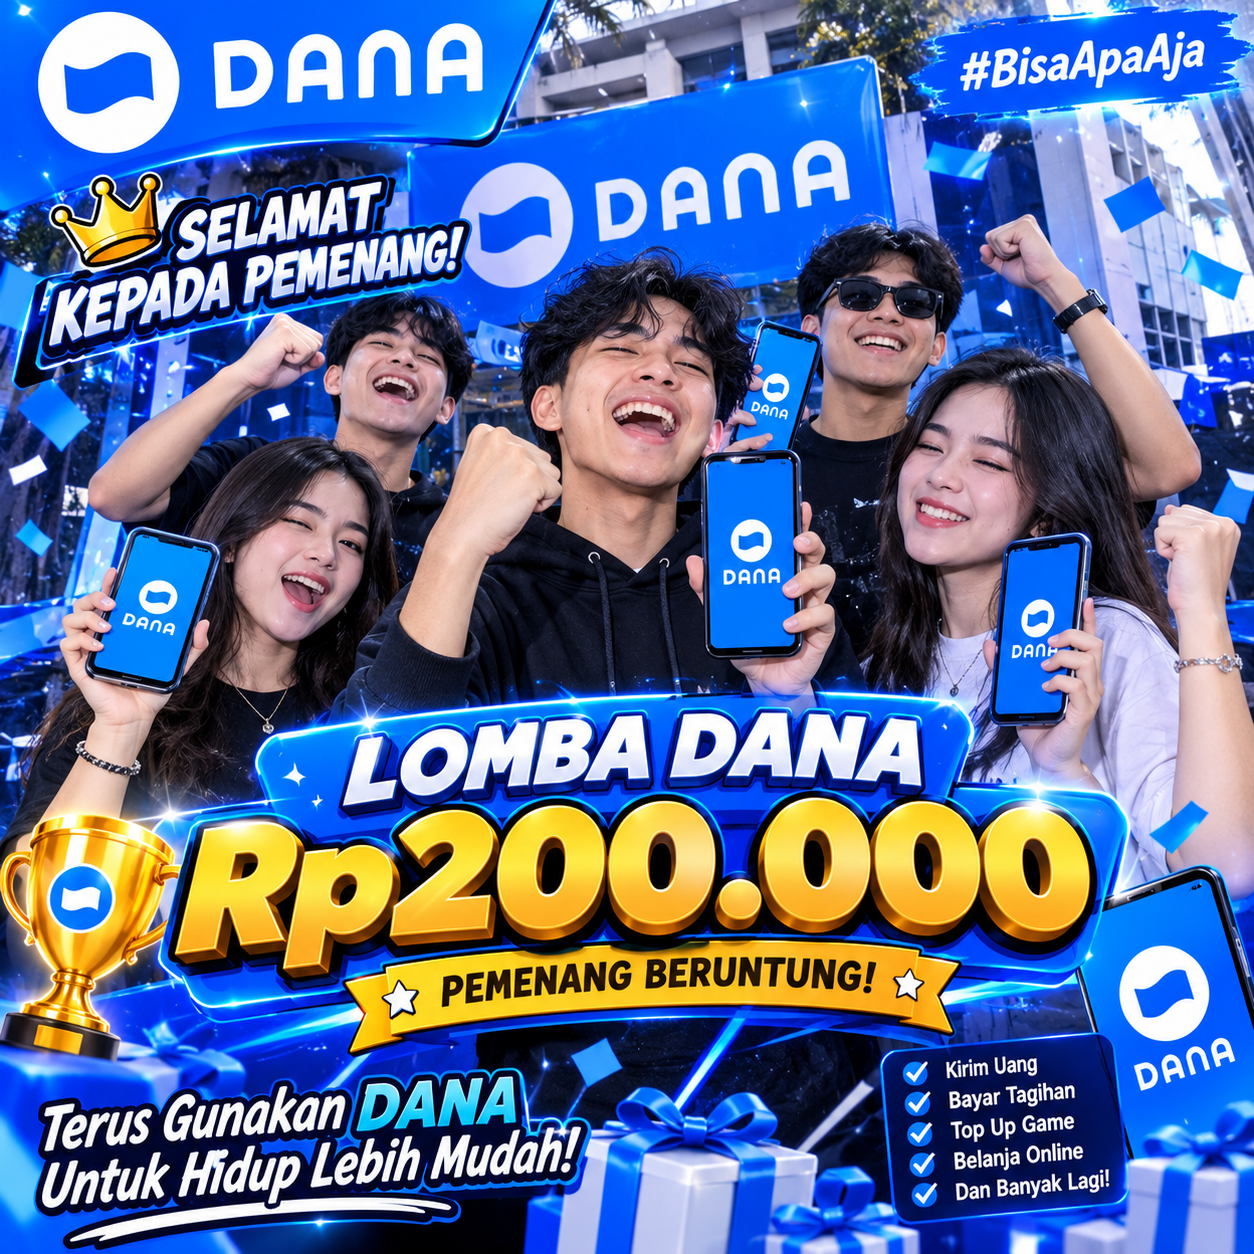 DANA
#BisaApaAja
DANA
SELAMAT
KEPADA PEMENANG!
DANA
DANA
DANA
DANA
LOMBA DANA
Rp200.000
PEMENANG BERUNTUNG!
DANA
Terus Gunakan DANA
Untuk Hidup Lebih Mudah!
Kirim Uang
Bayar Tagihan
Top Up Game
Belanja Online
Dan Banyak Lagi!